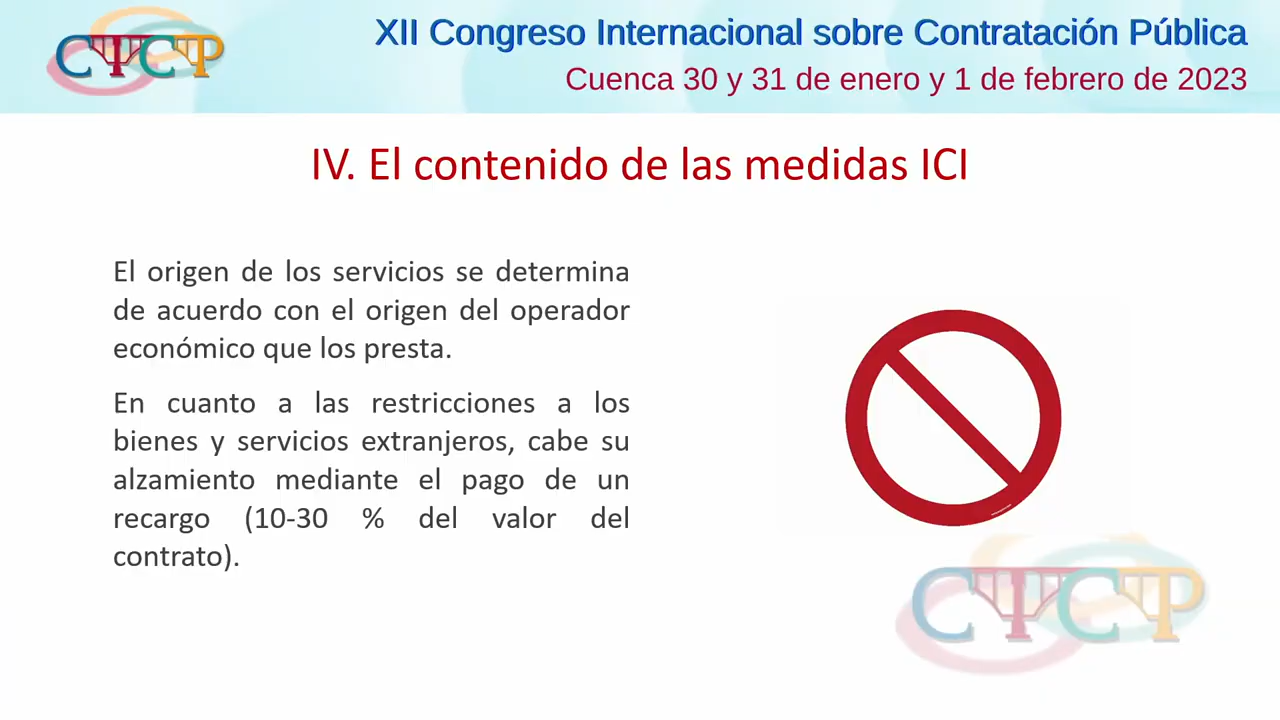 CYCTP
XII Congreso Internacional sobre Contratación Pública
Cuenca 30 y 31 de enero y 1 de febrero de 2023
IV. El contenido de las medidas ICI
El origen de los servicios se determina
de acuerdo con el origen del operador
económico que los presta.
En cuanto a las restricciones a los
bienes y servicios extranjeros, cabe su
alzamiento mediante el pago de un
recargo (10-30 % del valor del
contrato).